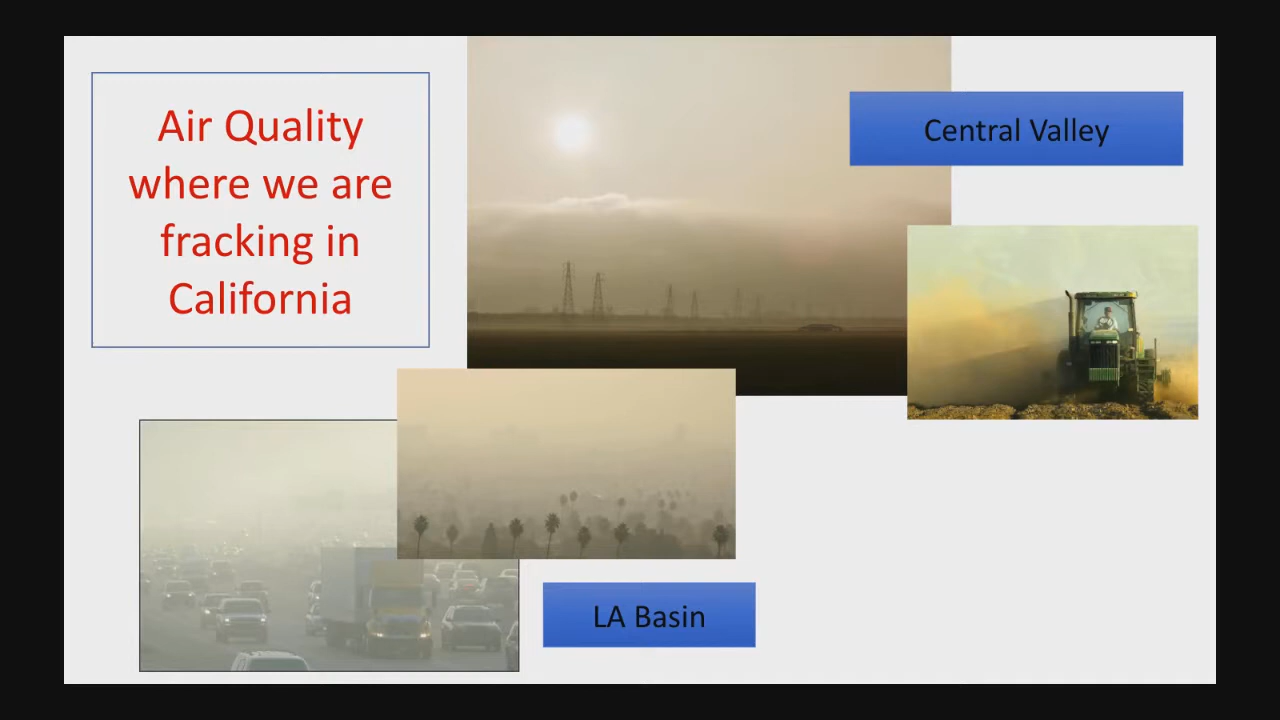 Air Quality
where we are
fracking in
California
Central Valley
LA Basin